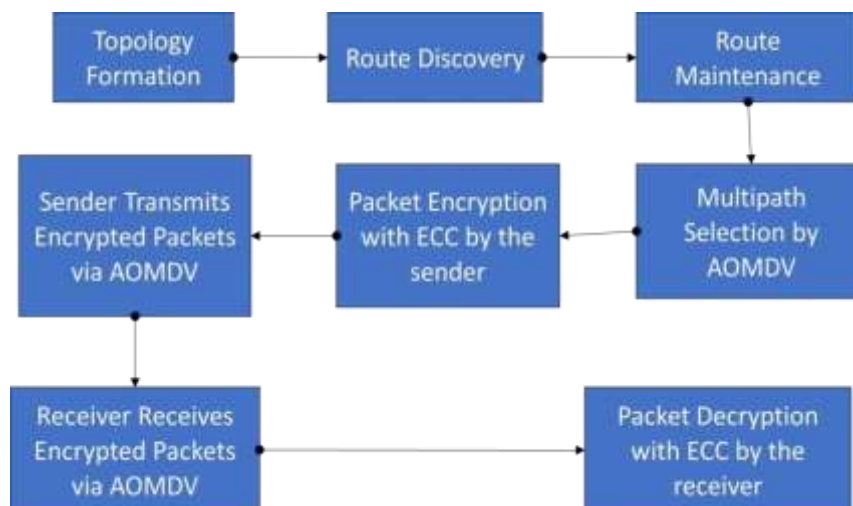 Topology
Formation
Route Discovery
Route
Maintenance
Multipath
Selection by
AOMDV
Packet Encryption
with ECC by the
sender
Sender Transmits
Encrypted Packets
via AOMDV
Receiver Receives
Encrypted Packets
via AOMDV
Packet Decryption
with ECC by the
receiver